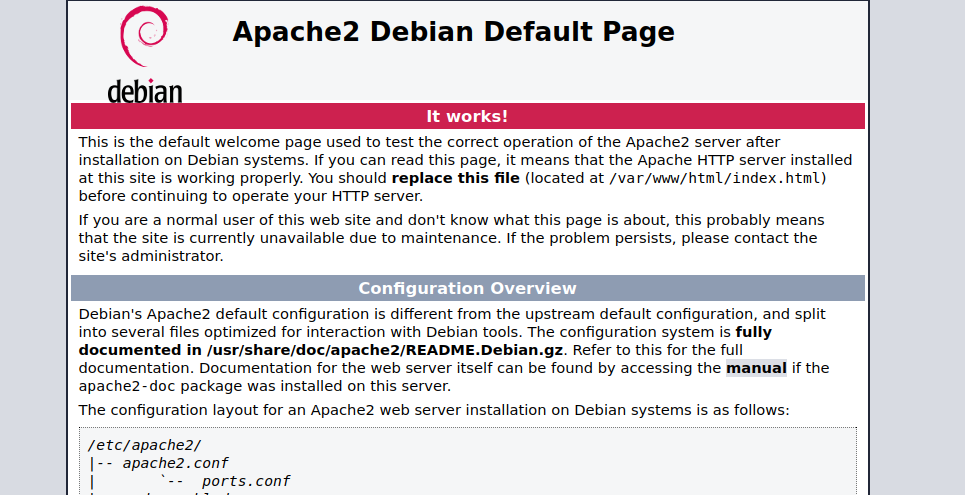 debian
Apache2 Debian Default Page
It works!
This is the default welcome page used to test the correct operation of the Apache2 server after
installation on Debian systems. If you can read this page, it means that the Apache HTTP server installed
at this site is working properly. You should replace this file (located at /var/www/html/index.html)
before continuing to operate your HTTP server.
If you are a normal user of this web site and don't know what this page is about, this probably means
that the site is currently unavailable due to maintenance. If the problem persists, please contact the
site's administrator.
Configuration Overview
Debian's Apache2 default configuration is different from the upstream default configuration, and split
into several files optimized for interaction with Debian tools. The configuration system is fully
documented in /usr/share/doc/apache2/README.Debian.gz. Refer to this for the full
documentation. Documentation for the web server itself can be found by accessing the manual if the
apache2-doc package was installed on this server.
The configuration layout for an Apache2 web server installation on Debian systems is as follows:
/etc/apache2/
|-- apache2.conf
|       `--  ports.conf